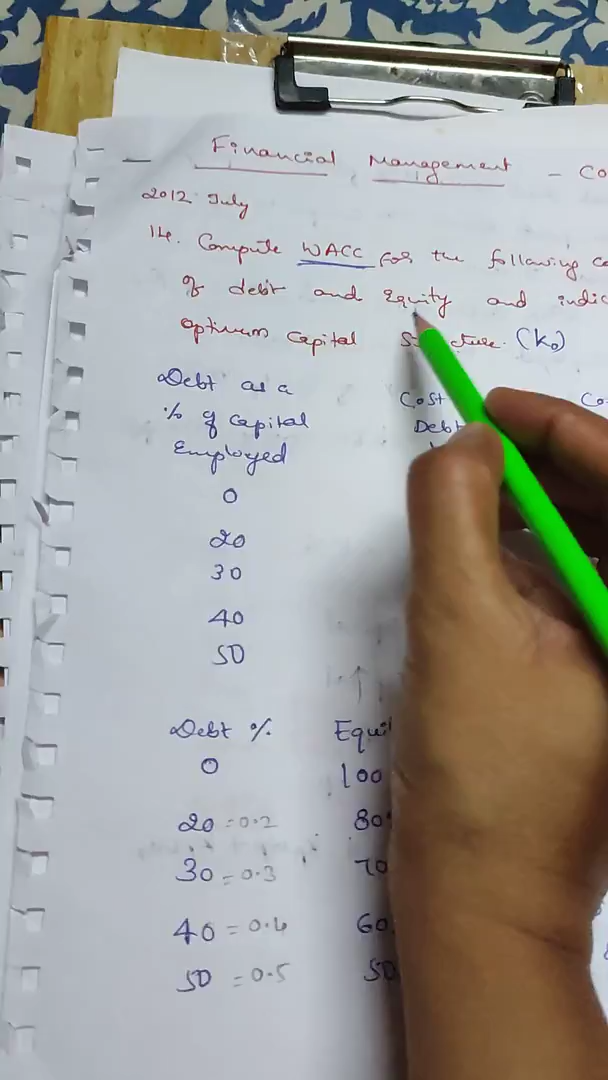 Financial Management - Co
2012 July
14. Compute WACC for the following c
of debt and Equity and indic
optimum Capital structure. (K0)
Debt as a Cost Co
% of Capital Debt
Employed
0
20
30
40
50
Debt % Equi
0 100
20 = 0.2 80
30 = 0.3 70
40 = 0.4 60
50 = 0.5 50